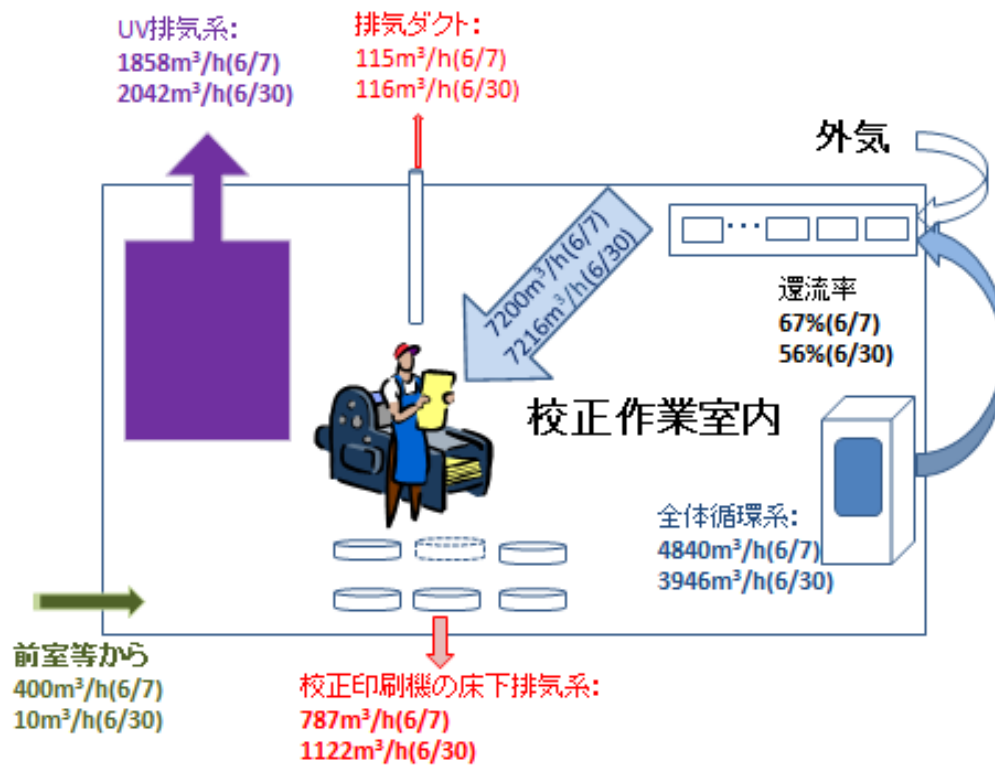 UV排気系:
1858m³/h(6/7)
2042m³/h(6/30)
排気ダクト:
115m³/h(6/7)
116m³/h(6/30)
外気
7200m³/h(6/7)
7216m³/h(6/30)
還流率
67%(6/7)
56%(6/30)
校正作業室内
全体循環系:
4840m³/h(6/7)
3946m³/h(6/30)
前室等から
400m³/h(6/7)
10m³/h(6/30)
校正印刷機の床下排気系:
787m³/h(6/7)
1122m³/h(6/30)